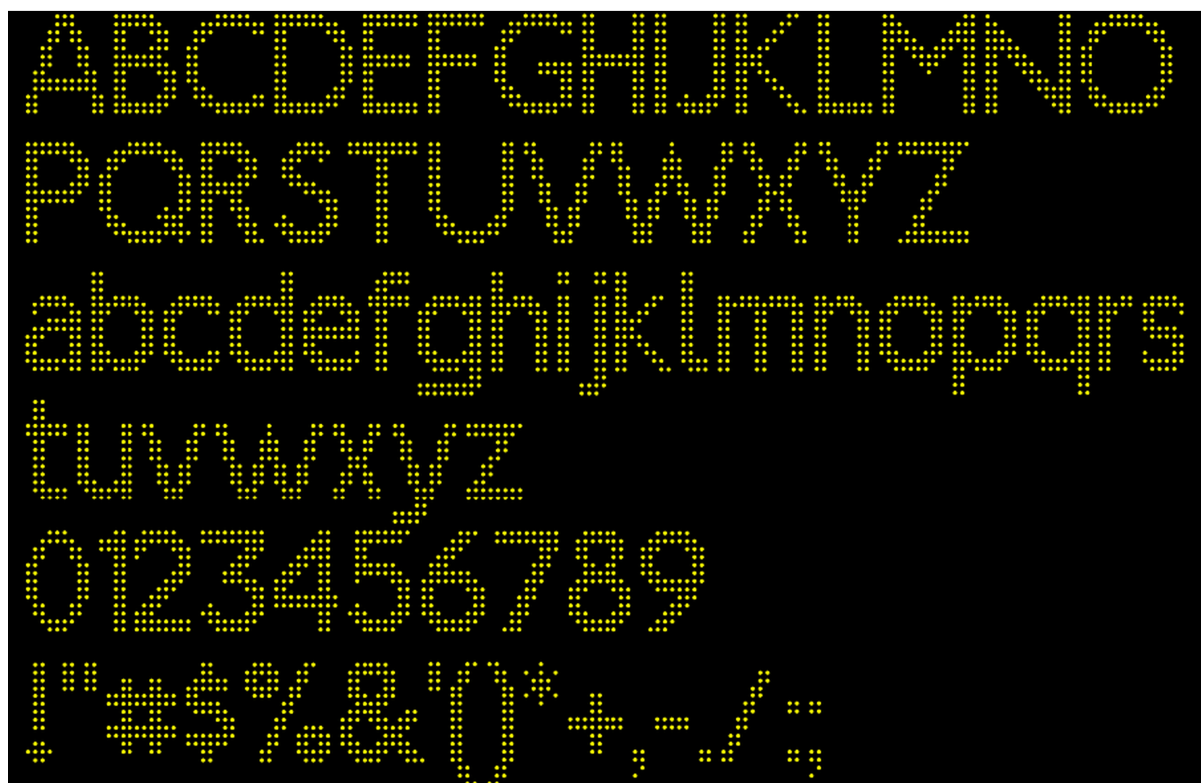 ABCDEFGHIJKLMNO
PQRSTUVWXYZ
abcdefghijklmnopqrs
tuvwxyz
0123456789
!"#$%&'()*+,-./:;